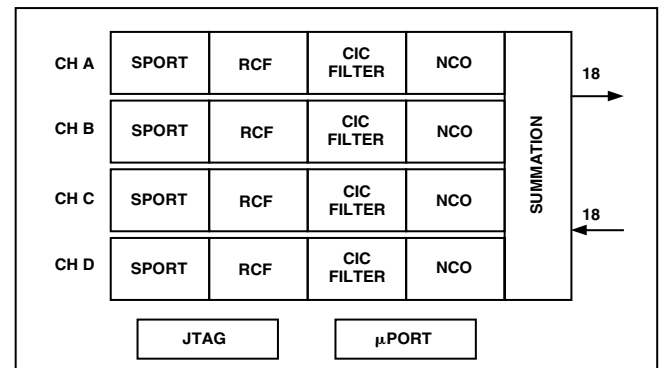 CH A SPORT RCF CIC FILTER NCO 18
CH B SPORT RCF CIC FILTER NCO
SUMMATION
CH C SPORT RCF CIC FILTER NCO 18
CH D SPORT RCF CIC FILTER NCO
JTAG µPORT